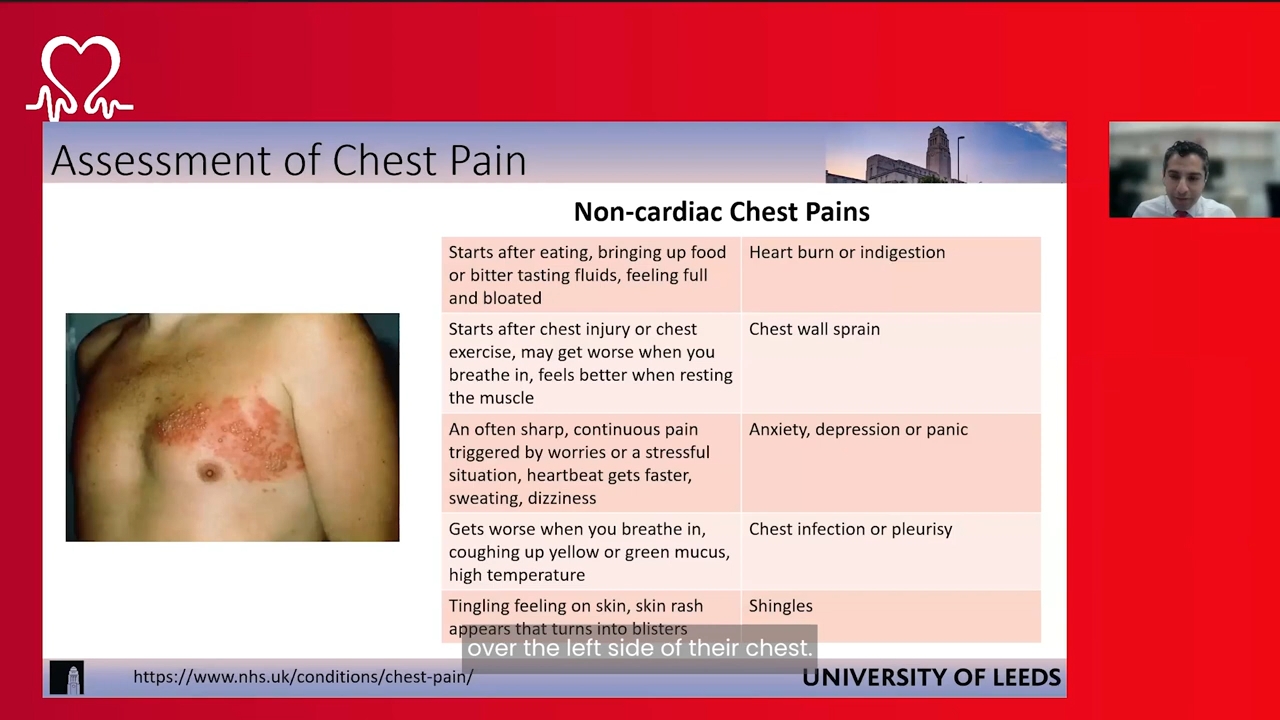 Assessment of Chest Pain
Non-cardiac Chest Pains
Starts after eating, bringing up food
or bitter tasting fluids, feeling full
and bloated
Heart burn or indigestion
Starts after chest injury or chest
exercise, may get worse when you
breathe in, feels better when resting
the muscle
Chest wall sprain
An often sharp, continuous pain
triggered by worries or a stressful
situation, heartbeat gets faster,
sweating, dizziness
Anxiety, depression or panic
Gets worse when you breathe in,
coughing up yellow or green mucus,
high temperature
Chest infection or pleurisy
Tingling feeling on skin, skin rash
appears that turns into blisters
Shingles
over the left side of their chest.
https://www.nhs.uk/conditions/chest-pain/
UNIVERSITY OF LEEDS